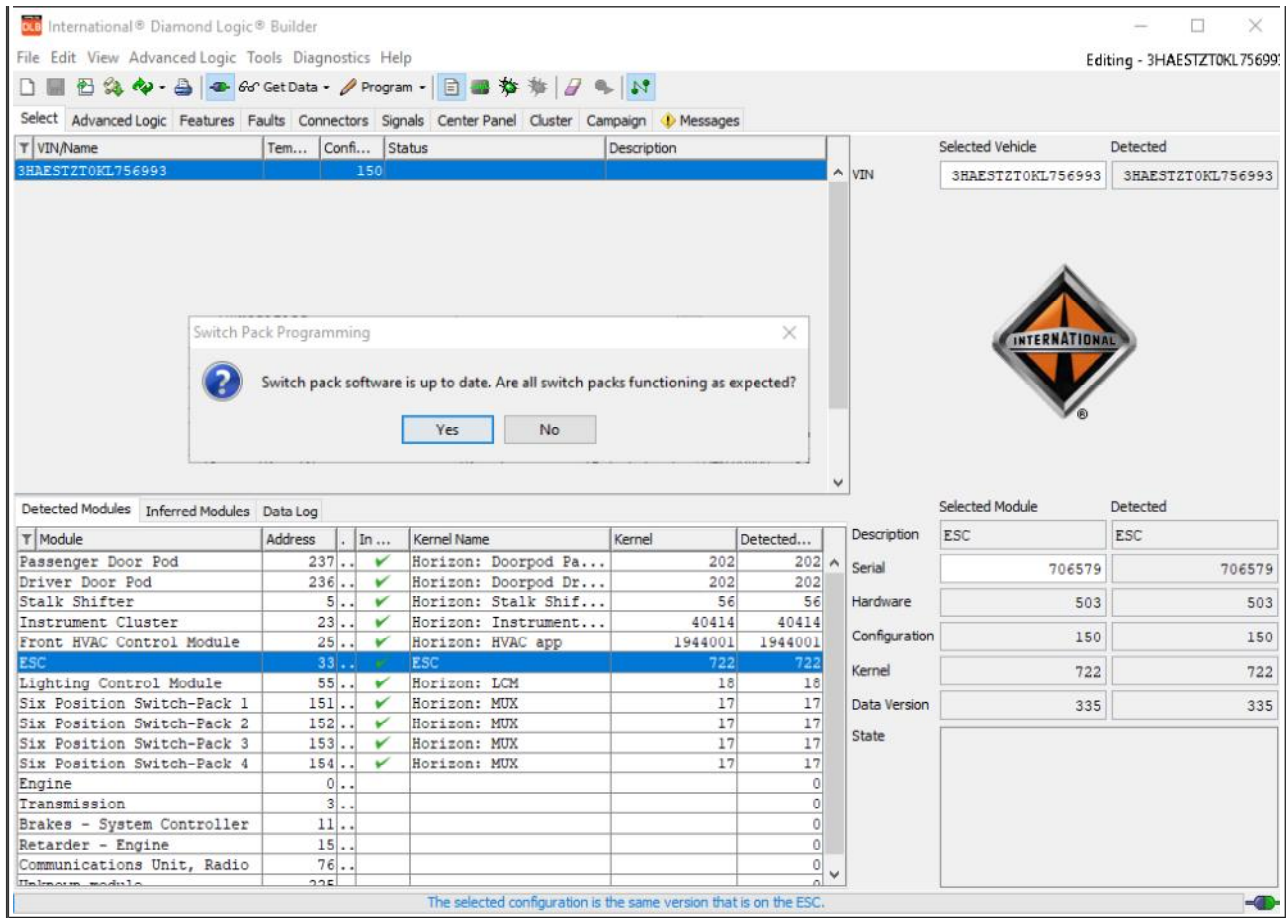 DLB International® Diamond Logic® Builder
File Edit View Advanced Logic Tools Diagnostics Help
Editing - 3HAESTZT0KL75699
Get Data Program
Select Advanced Logic Features Faults Connectors Signals Center Panel Cluster Campaign Messages
VIN/Name Tem... Confi... Status Description
3HAESTZT0KL756993 150
Selected Vehicle Detected
VIN 3HAESTZT0KL756993 3HAESTZT0KL756993
INTERNATIONAL
®
Switch Pack Programming
Switch pack software is up to date. Are all switch packs functioning as expected?
Yes No
Detected Modules Inferred Modules Data Log
Module Address . In ... Kernel Name Kernel Detected...
Passenger Door Pod 237.. Horizon: Doorpod Pa... 202 202
Driver Door Pod 236.. Horizon: Doorpod Dr... 202 202
Stalk Shifter 5.. Horizon: Stalk Shif... 56 56
Instrument Cluster 23.. Horizon: Instrument... 40414 40414
Front HVAC Control Module 25.. Horizon: HVAC app 1944001 1944001
ESC 33.. ESC 722 722
Lighting Control Module 55.. Horizon: LCM 18 18
Six Position Switch-Pack 1 151.. Horizon: MUX 17 17
Six Position Switch-Pack 2 152.. Horizon: MUX 17 17
Six Position Switch-Pack 3 153.. Horizon: MUX 17 17
Six Position Switch-Pack 4 154.. Horizon: MUX 17 17
Engine 0.. 0
Transmission 3.. 0
Brakes - System Controller 11.. 0
Retarder - Engine 15.. 0
Communications Unit, Radio 76.. 0
Selected Module Detected
Description ESC ESC
Serial 706579 706579
Hardware 503 503
Configuration 150 150
Kernel 722 722
Data Version 335 335
State
The selected configuration is the same version that is on the ESC.